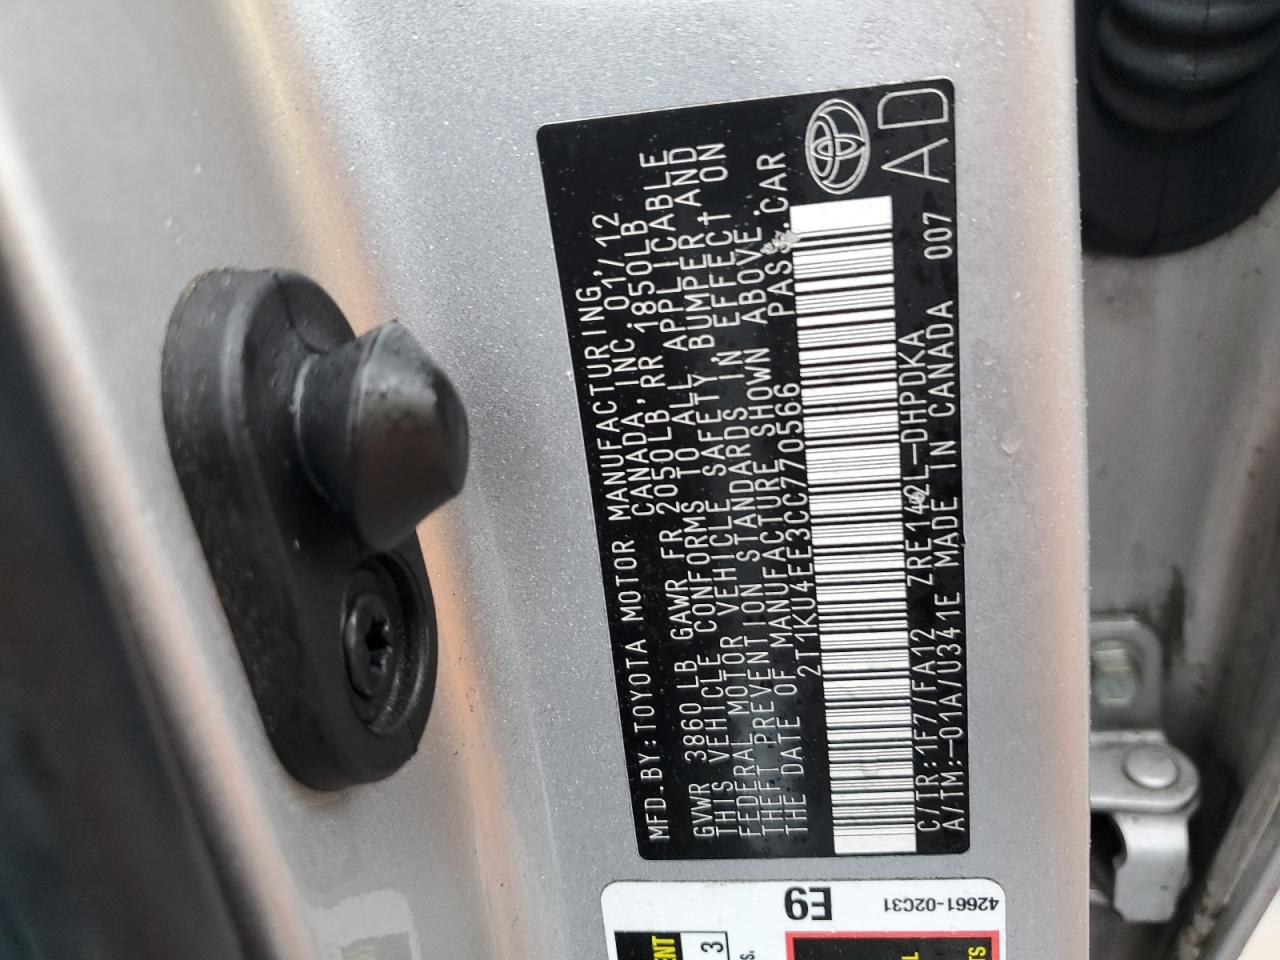 MFD.BY:TOYOTA MOTOR MANUFACTURING,
CANADA, INC. 01/12
GVWR 3860 LB GAWR FR 2050LB,RR 1850LB
THIS VEHICLE CONFORMS TO ALL APPLICABLE
FEDERAL MOTOR VEHICLE SAFETY, BUMPER AND
THEFT PREVENTION STANDARDS IN EFFECT ON
THE DATE OF MANUFACTURE SHOWN ABOVE.
2T1KU4EE3CC770566 PASS.CAR
C/TR:1F7/FA12 ZRE142L-DHPDKA 007
A/TM:-01A/U341E MADE IN CANADA
AD
E9
42661-02C31
3